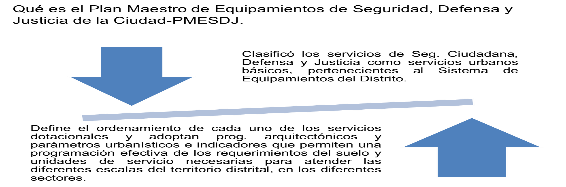 Qué es el Plan Maestro de Equipamientos de Seguridad, Defensa y
Justicia de la Ciudad-PMESDJ.
Clasificó los servicios de Seg. Ciudadana,
Defensa y Justicia como servicios urbanos
básicos, pertenecientes al Sistema de
Equipamientos del Distrito.
Define el ordenamiento de cada uno de los servicios
dotacionales y adoptan prog. arquitectónicos y
parámetros urbanísticos e indicadores que permiten una
programación efectiva de los requerimientos del suelo y
unidades de servicio necesarias para atender las
diferentes escalas del territorio distrital, en los diferentes
sectores.